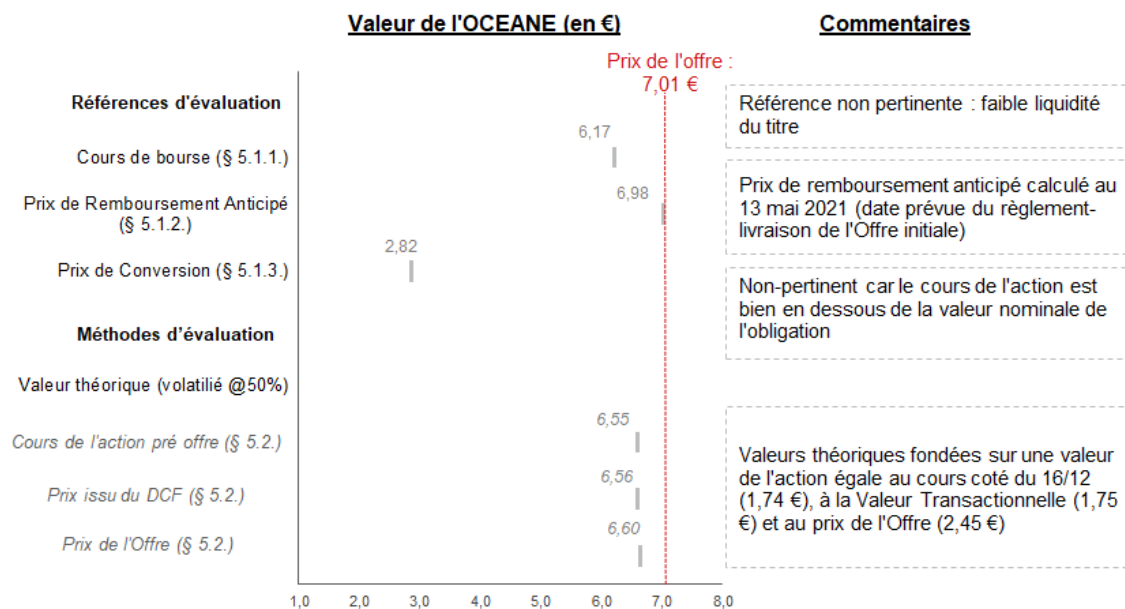 Valeur de l'OCEANE (en €)
Commentaires
Prix de l'offre :
7,01 €
Références d'évaluation
Référence non pertinente : faible liquidité
du titre
Cours de bourse (§ 5.1.1.)
6,17
Prix de Remboursement Anticipé
(§ 5.1.2.)
6,98
Prix de remboursement anticipé calculé au
13 mai 2021 (date prévue du règlement-
livraison de l'Offre initiale)
Prix de Conversion (§ 5.1.3.)
2,82
Non-pertinent car le cours de l'action est
bien en dessous de la valeur nominale de
l'obligation
Méthodes d'évaluation
Valeur théorique (volatilié @50%)
Cours de l'action pré offre (§ 5.2.)
6,55
Prix issu du DCF (§ 5.2.)
6,56
Prix de l'Offre (§ 5.2.)
6,60
Valeurs théoriques fondées sur une valeur
de l'action égale au cours coté du 16/12
(1,74 €), à la Valeur Transactionnelle (1,75
€) et au prix de l'Offre (2,45 €)
1,0 2,0 3,0 4,0 5,0 6,0 7,0 8,0